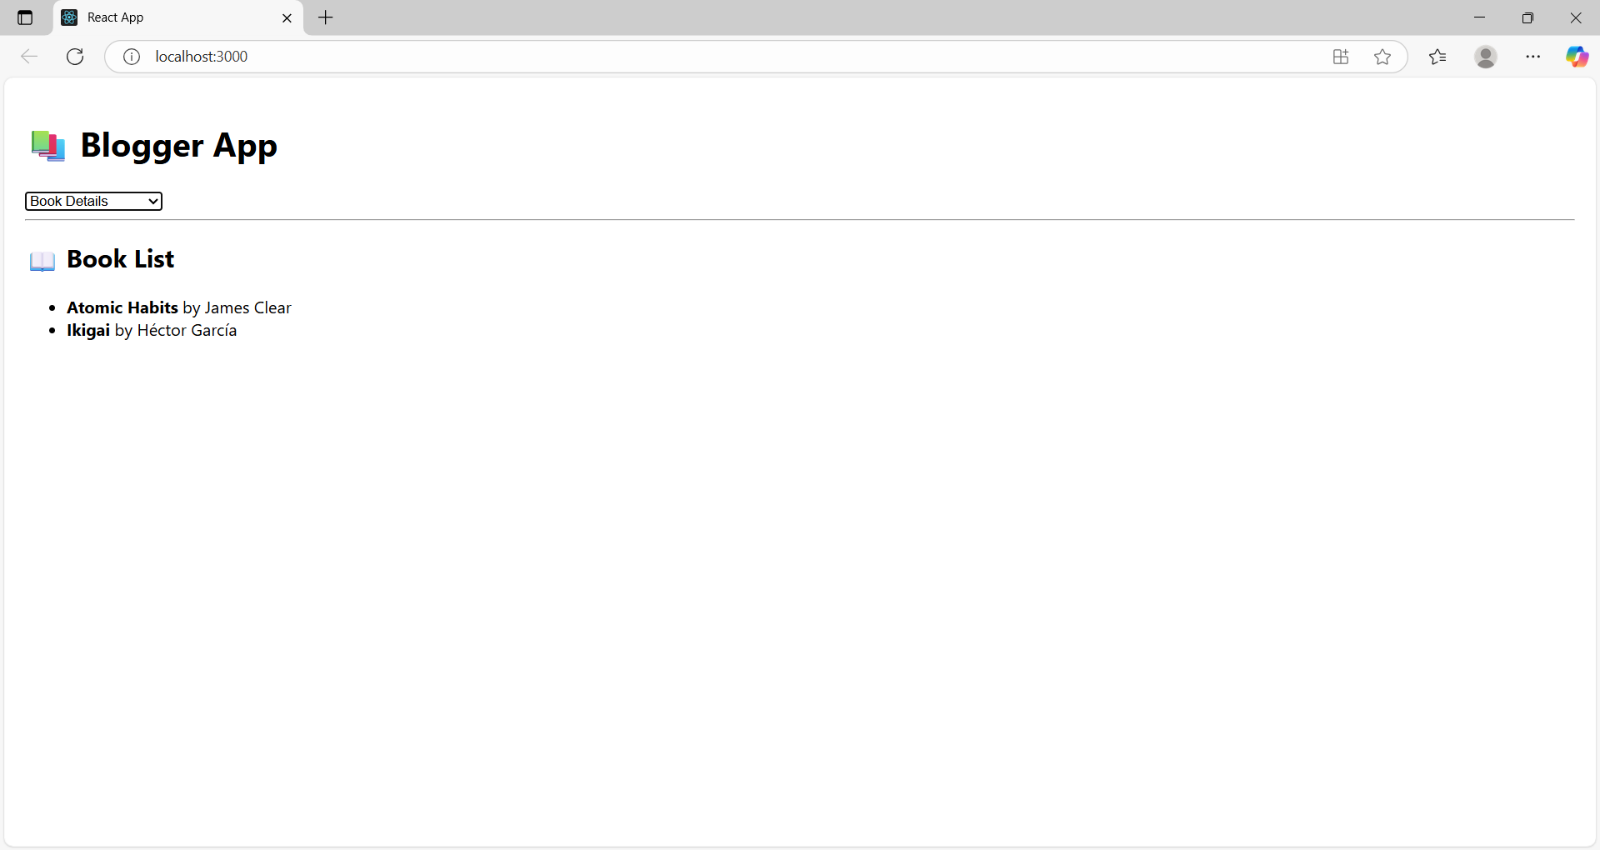 React App
localhost:3000
Blogger App
Book Details
Book List
Atomic Habits by James Clear
Ikigai by Héctor García